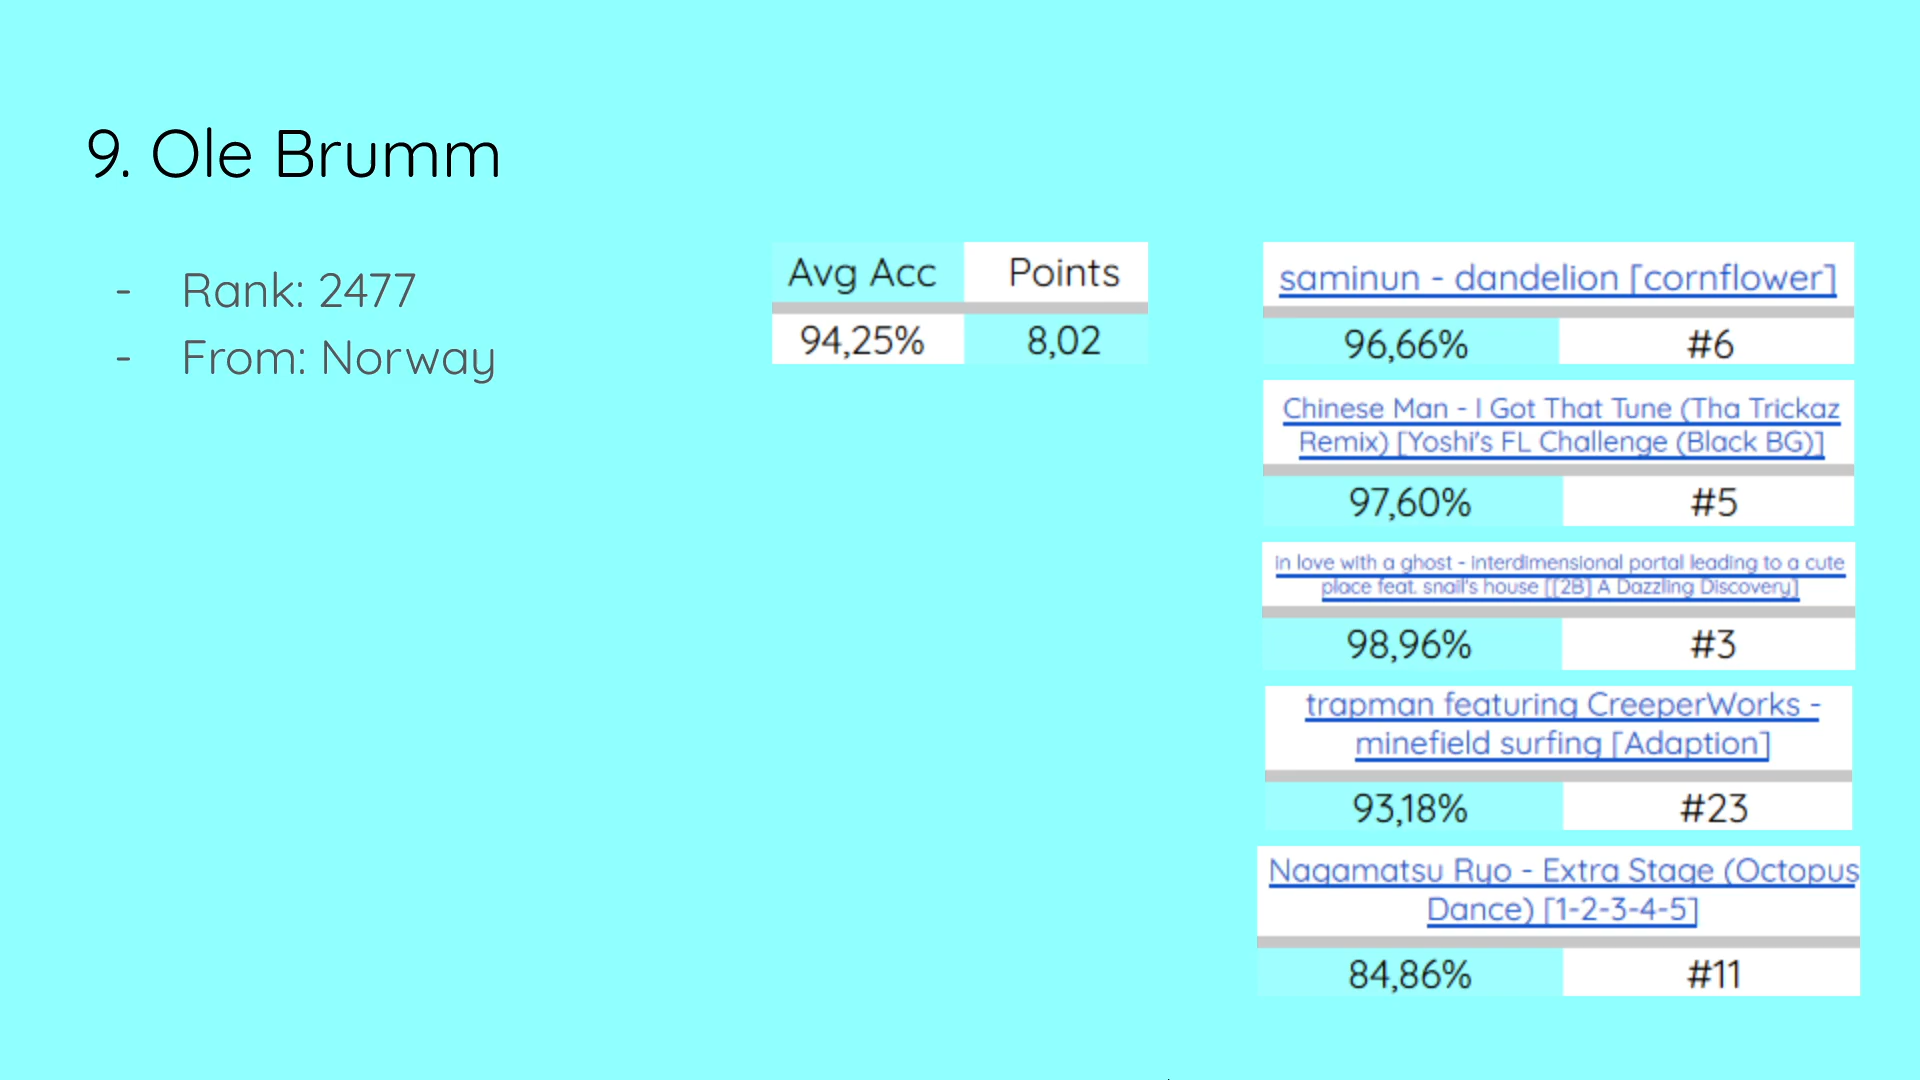 9. Ole Brumm
- Rank: 2477
- From: Norway
Avg Acc Points
94,25% 8,02
saminun - dandelion [cornflower]
96,66% #6
Chinese Man - I Got That Tune (Tha Trickaz
Remix) [Yoshi's FL Challenge (Black BG)]
97,60% #5
in love with a ghost - interdimensional portal leading to a cute
place feat. snail's house [[2B] A Dazzling Discovery]
98,96% #3
trapman featuring CreeperWorks -
minefield surfing [Adaption]
93,18% #23
Nagamatsu Ryo - Extra Stage (Octopus
Dance) [1-2-3-4-5]
84,86% #11